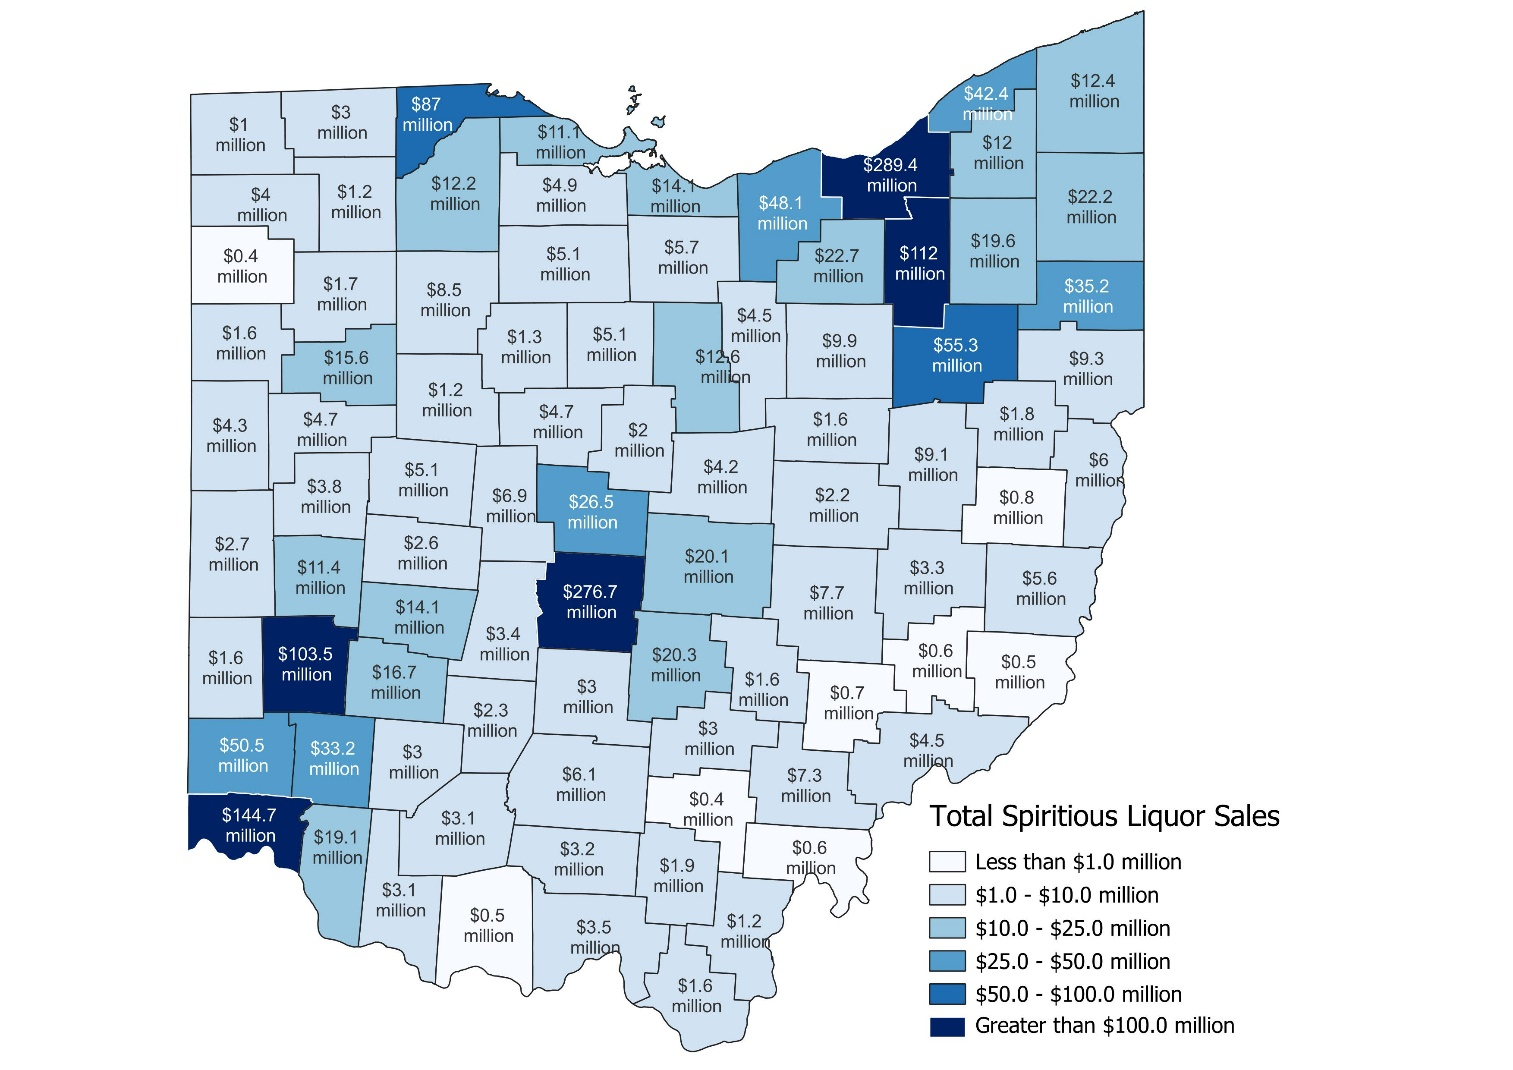 $12.4
million
$42.4
million
$1
million
$3
million
$87
million
$11.1
million
$12
million
$289.4
million
$4
million
$1.2
million
$12.2
million
$4.9
million
$14.1
million
$48.1
million
$22.2
million
$0.4
million
$1.7
million
$5.1
million
$5.7
million
$22.7
million
$112
million
$19.6
million
$8.5
million
$35.2
million
$1.6
million
$15.6
million
$1.3
million
$5.1
million
$12.6
million
$4.5
million
$9.9
million
$55.3
million
$9.3
million
$4.3
million
$4.7
million
$1.2
million
$4.7
million
$2
million
$1.6
million
$1.8
million
$3.8
million
$5.1
million
$6.9
million
$26.5
million
$4.2
million
$2.2
million
$9.1
million
$0.8
million
$6
million
$2.7
million
$11.4
million
$2.6
million
$14.1
million
$3.4
million
$276.7
million
$20.1
million
$7.7
million
$3.3
million
$5.6
million
$1.6
million
$103.5
million
$16.7
million
$2.3
million
$3
million
$20.3
million
$1.6
million
$0.7
million
$0.6
million
$0.5
million
$50.5
million
$33.2
million
$3
million
$6.1
million
$3
million
$7.3
million
$4.5
million
$144.7
million
$19.1
million
$3.1
million
$3.1
million
$3.2
million
$0.4
million
$1.9
million
$0.6
million
$0.5
million
$3.5
million
$1.2
million
$1.6
million
Total Spiritious Liquor Sales
Less than $1.0 million
$1.0 - $10.0 million
$10.0 - $25.0 million
$25.0 - $50.0 million
$50.0 - $100.0 million
Greater than $100.0 million